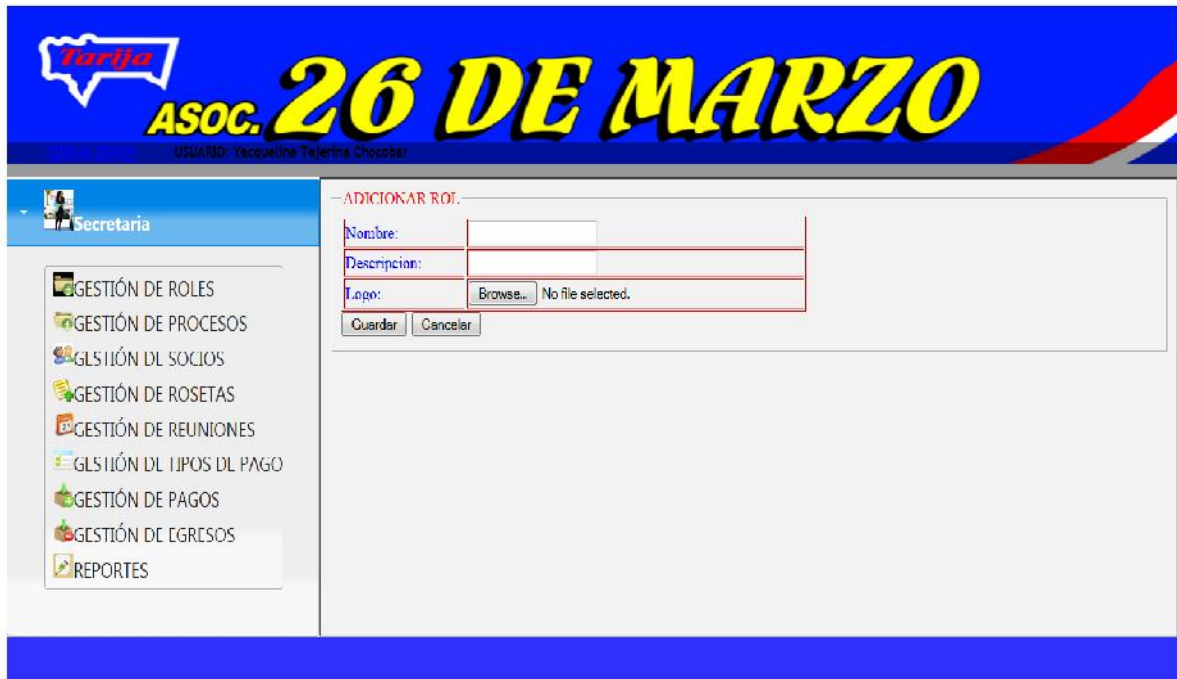 Tarija
ASOC. 26 DE MARZO
USUARIO: Yacqueline Tejerina Chocobar
Secretaria
GESTIÓN DE ROLES
GESTIÓN DE PROCESOS
GESTIÓN DE SOCIOS
GESTIÓN DE ROSETAS
GESTIÓN DE REUNIONES
GESTIÓN DE TIPOS DE PAGO
GESTIÓN DE PAGOS
GESTIÓN DE EGRESOS
REPORTES
ADICIONAR ROL
Nombre:
Descripcion:
Logo: Browse... No file selected.
Guardar Cancelar